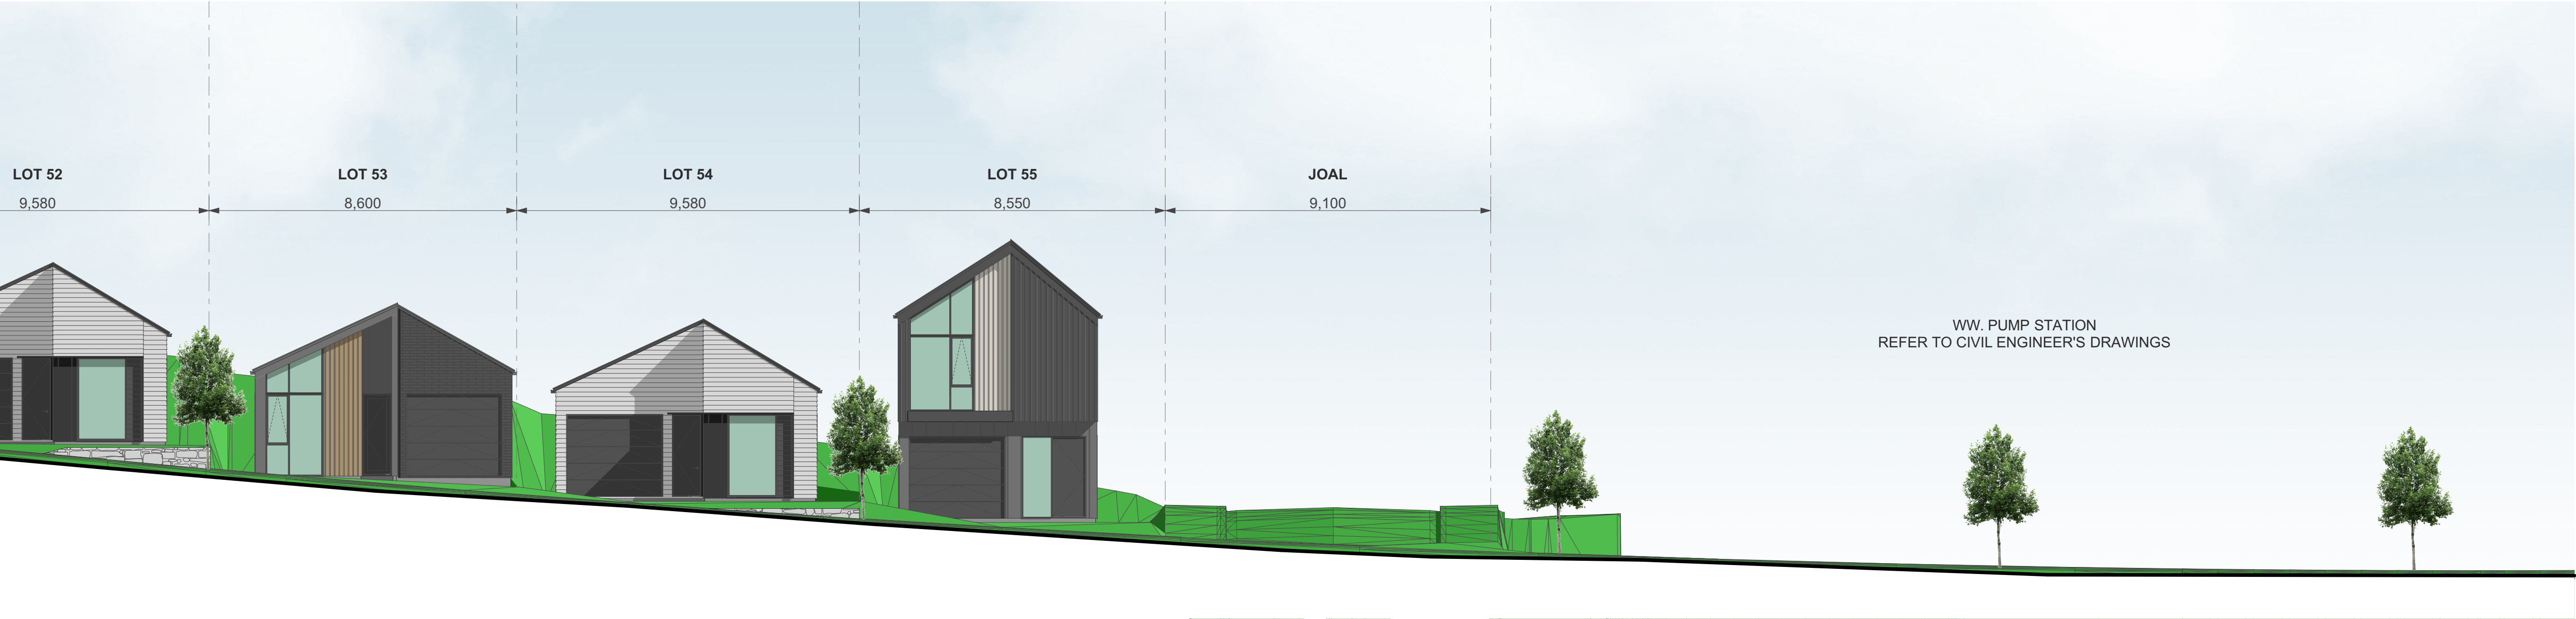 LOT 52
9,580
LOT 53
8,600
LOT 54
9,580
LOT 55
8,550
JOAL
9,100
WW. PUMP STATION
REFER TO CIVIL ENGINEER'S DRAWINGS